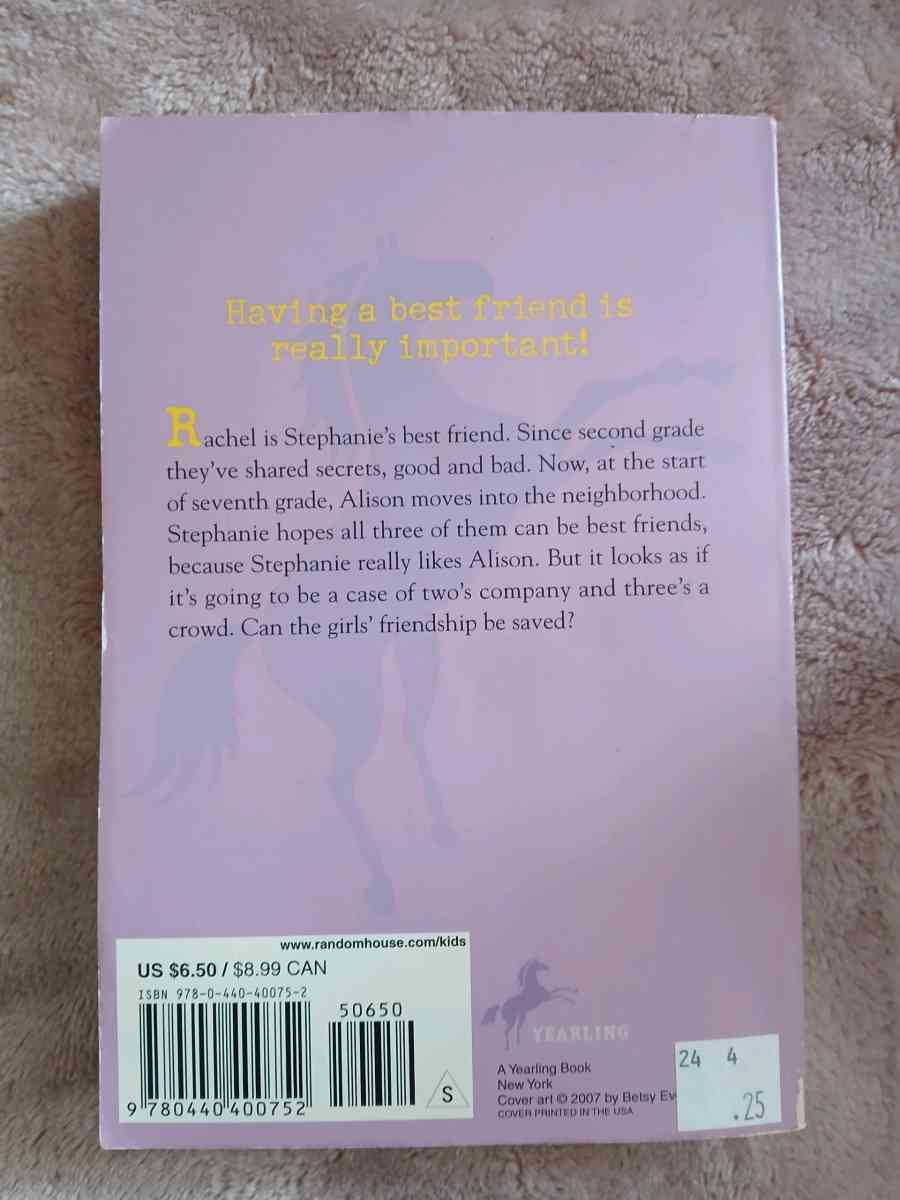 Having a best friend is
really important!
Rachel is Stephanie's best friend. Since second grade
they've shared secrets, good and bad. Now, at the start
of seventh grade, Alison moves into the neighborhood.
Stephanie hopes all three of them can be best friends,
because Stephanie really likes Alison. But it looks as if
it's going to be a case of two's company and three's a
crowd. Can the girls' friendship be saved?
www.randomhouse.com/kids
US $6.50 / $8.99 CAN
ISBN 978-0-440-40075-2
50650
9 780440 400752
S
YEARLING
A Yearling Book
New York
Cover art © 2007 by Betsy
COVER PRINTED IN THE USA
24 4
.25